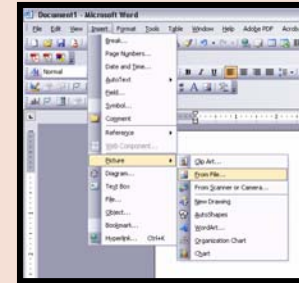 Document1 - Microsoft Word
File Edit View Insert Format Tools Table Window Help Adobe PDF Acrob
Normal
Break...
Page Numbers...
Date and Time...
AutoText
Field...
Symbol...
Comment
Reference
Web Component...
Picture
Diagram...
Text Box
File...
Object...
Bookmark...
Hyperlink... Ctrl+K
Clip Art...
From File...
From Scanner or Camera...
New Drawing
AutoShapes
WordArt...
Organization Chart
Chart